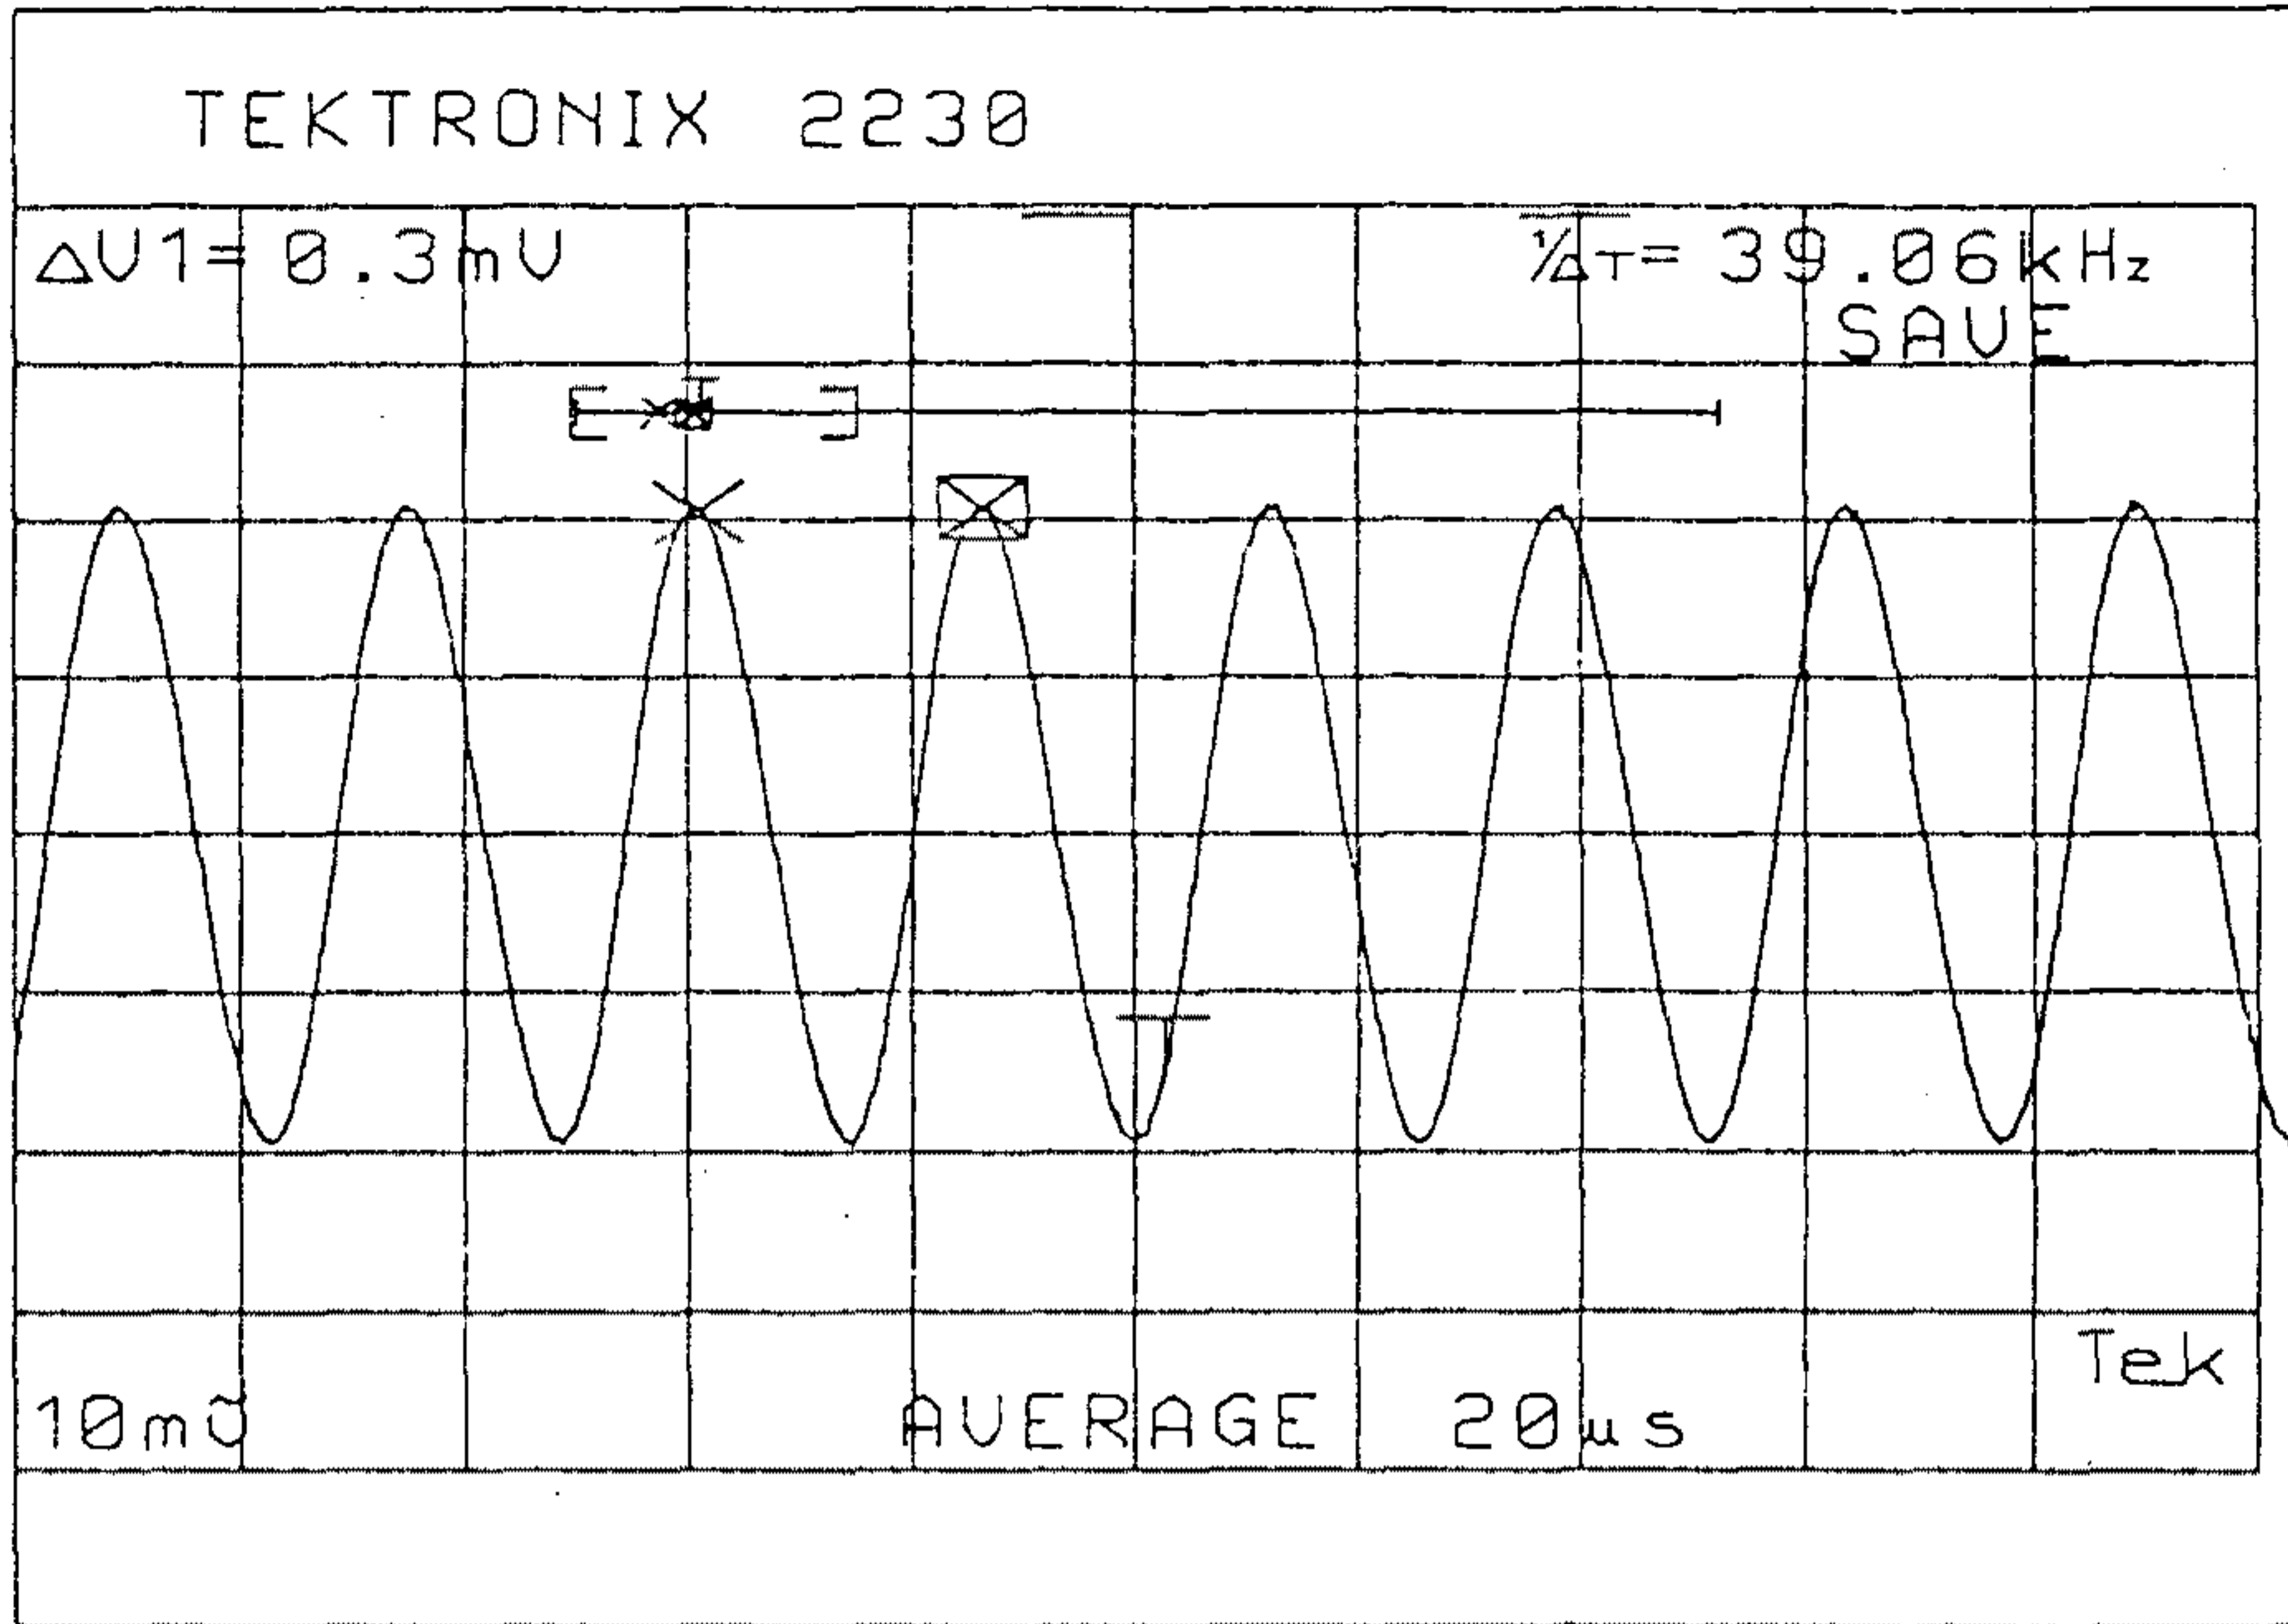 TEKTRONIX 2230
ΔV1= 0.3mV 1/ΔT= 39.06kHz
SAVE
T
T
Tek
10mV AVERAGE 20µs